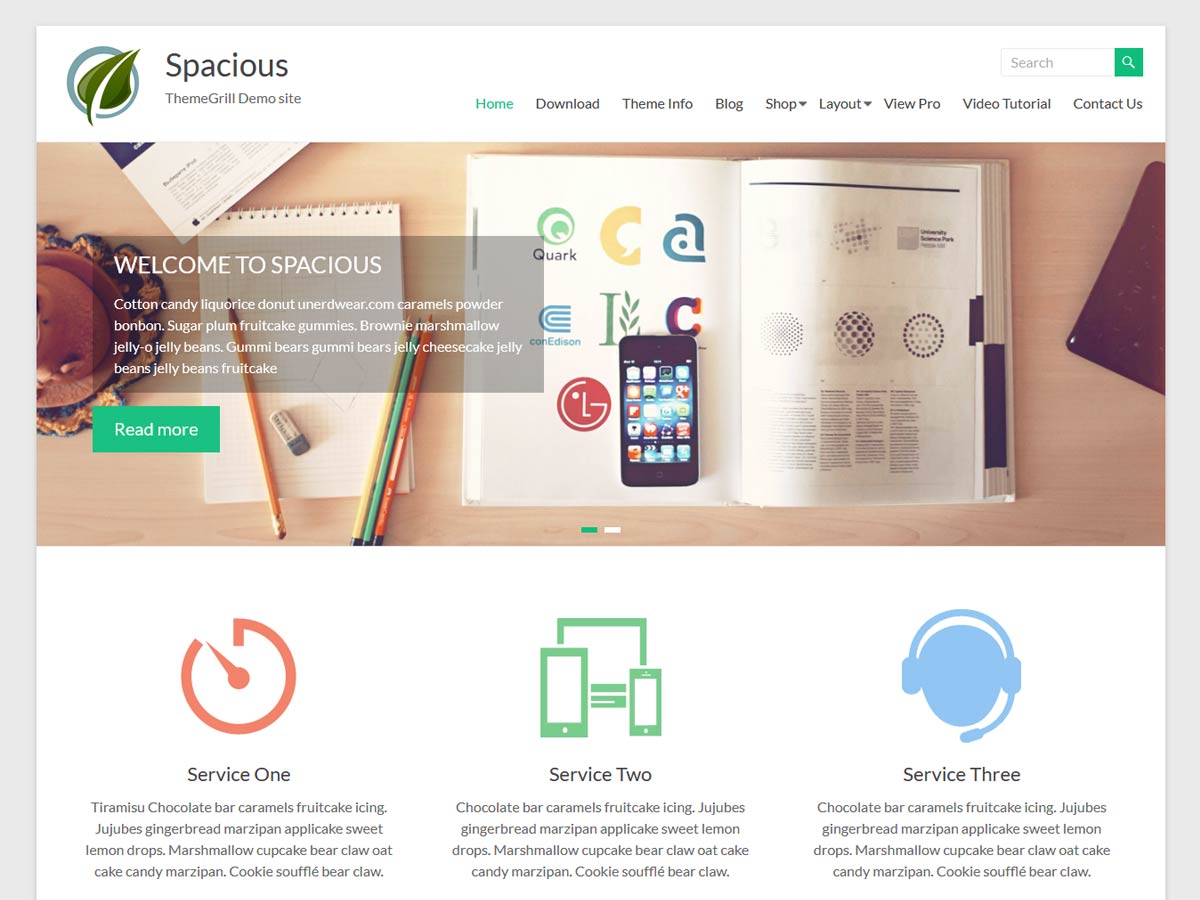 Spacious
ThemeGrill Demo site
Search
Home Download Theme Info Blog Shop Layout View Pro Video Tutorial Contact Us
WELCOME TO SPACIOUS
Cotton candy liquorice donut unerdwear.com caramels powder
bonbon. Sugar plum fruitcake gummies. Brownie marshmallow
jelly-o jelly beans. Gummi bears gummi bears jelly cheesecake jelly
beans jelly beans fruitcake
Read more
Quark
conEdison
LG
University
Science Park
Service One
Tiramisu Chocolate bar caramels fruitcake icing.
Jujubes gingerbread marzipan applicake sweet
lemon drops. Marshmallow cupcake bear claw oat
cake candy marzipan. Cookie soufflé bear claw.
Service Two
Chocolate bar caramels fruitcake icing. Jujubes
gingerbread marzipan applicake sweet lemon
drops. Marshmallow cupcake bear claw oat cake
candy marzipan. Cookie soufflé bear claw.
Service Three
Chocolate bar caramels fruitcake icing. Jujubes
gingerbread marzipan applicake sweet lemon
drops. Marshmallow cupcake bear claw oat cake
candy marzipan. Cookie soufflé bear claw.